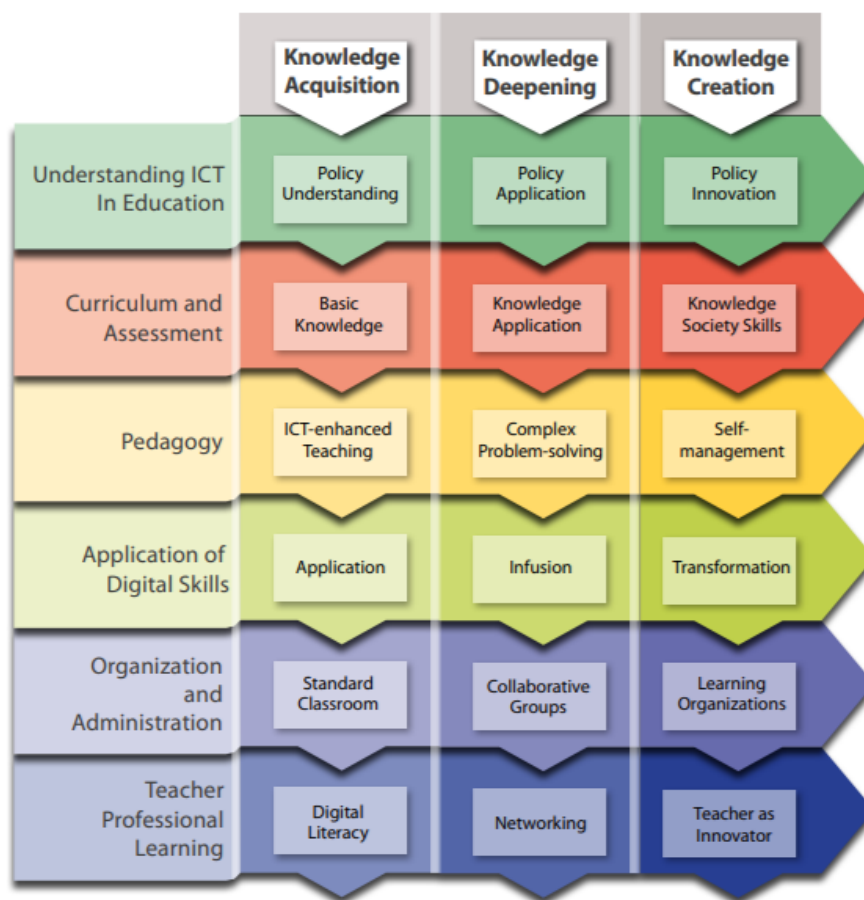 Knowledge
Acquisition
Knowledge
Deepening
Knowledge
Creation
Understanding ICT
In Education
Policy
Understanding
Policy
Application
Policy
Innovation
Curriculum and
Assessment
Basic
Knowledge
Knowledge
Application
Knowledge
Society Skills
Pedagogy
ICT-enhanced
Teaching
Complex
Problem-solving
Self-
management
Application of
Digital Skills
Application
Infusion
Transformation
Organization
and
Administration
Standard
Classroom
Collaborative
Groups
Learning
Organizations
Teacher
Professional
Learning
Digital
Literacy
Networking
Teacher as
Innovator